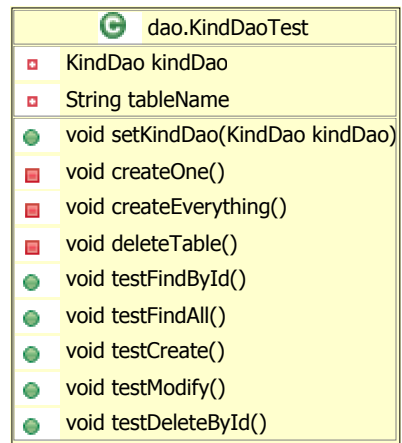 C dao.KindDaoTest
KindDao kindDao
String tableName
void setKindDao(KindDao kindDao)
void createOne()
void createEverything()
void deleteTable()
void testFindById()
void testFindAll()
void testCreate()
void testModify()
void testDeleteById()